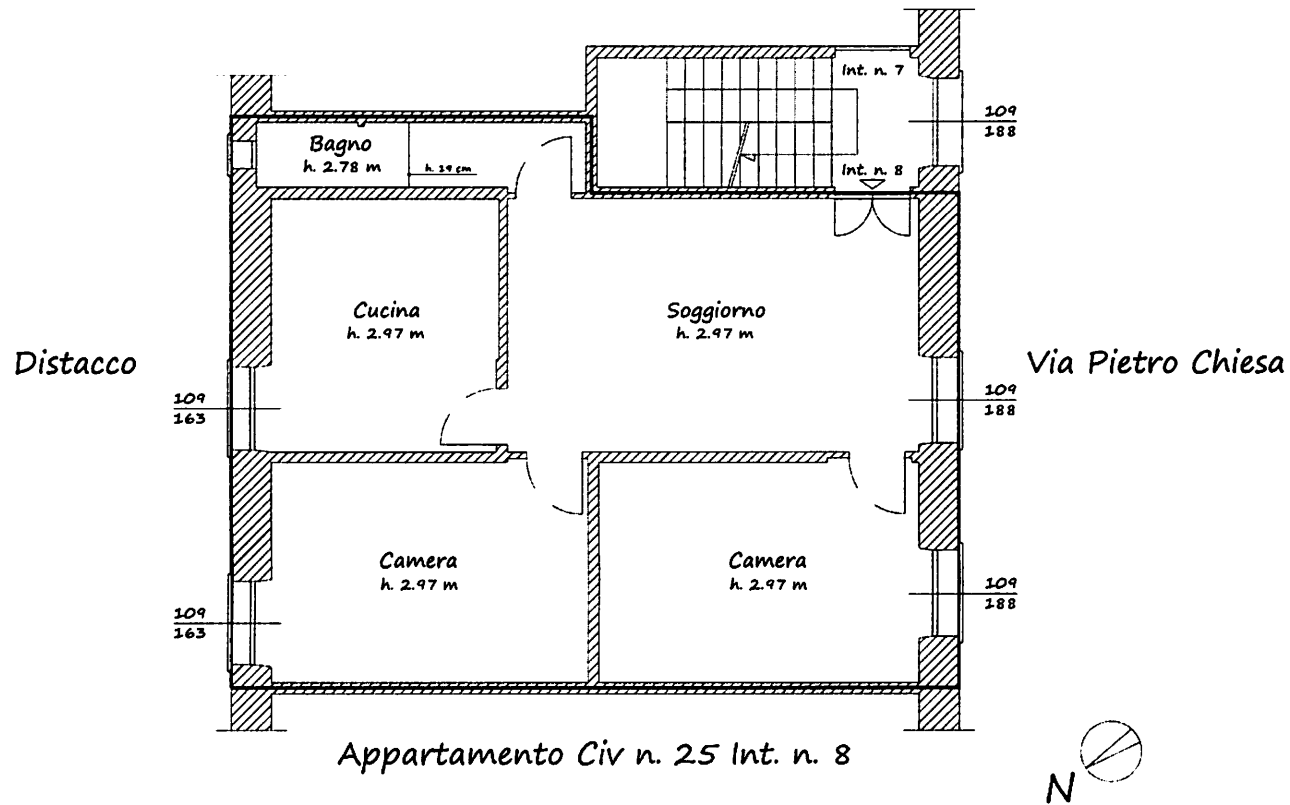 Int. n. 7
109
188
Bagno
h. 2.78 m
h. 19 cm
Int. n. 8
Cucina
h. 2.97 m
Soggiorno
h. 2.97 m
Distacco
Via Pietro Chiesa
109
163
109
188
Camera
h. 2.97 m
Camera
h. 2.97 m
109
188
109
163
Appartamento Civ n. 25 Int. n. 8
N